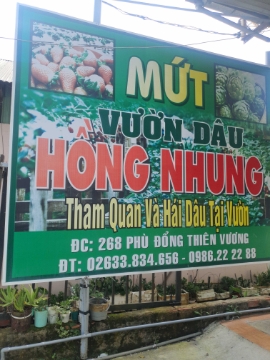 MỨT
VƯỜN DÂU
HỒNG NHUNG
Tham Quan Và Hái Dâu Tại Vườn
ĐC: 268 PHÙ ĐỔNG THIÊN VƯƠNG
ĐT: 02633.834.656 - 0986.22 22 88